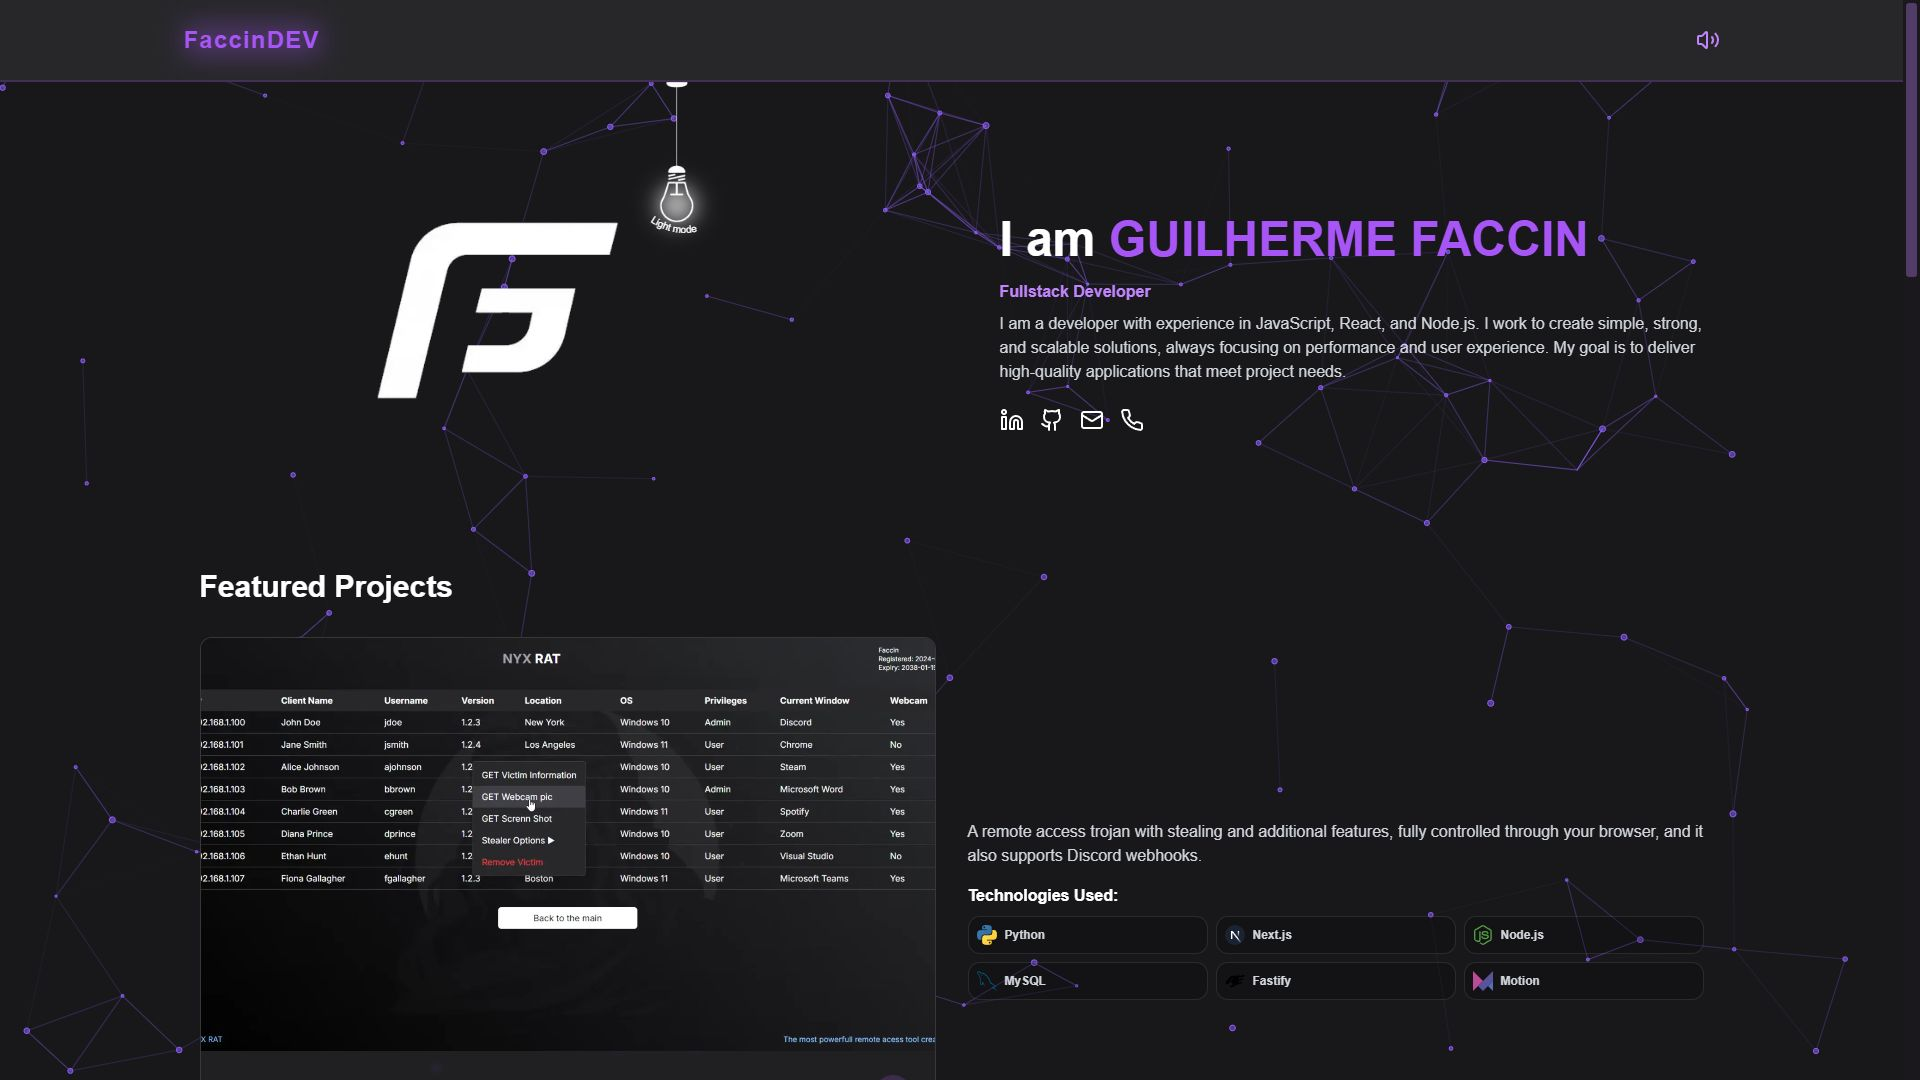 FaccinDEV
Light mode
I am GUILHERME FACCIN
Fullstack Developer
I am a developer with experience in JavaScript, React, and Node.js. I work to create simple, strong,
and scalable solutions, always focusing on performance and user experience. My goal is to deliver
high-quality applications that meet project needs.
Featured Projects
NYX RAT
Faccin
Registered: 2024-
Expiry: 2038-01-19
Client Name Username Version Location OS Privileges Current Window Webcam
2.168.1.100 John Doe jdoe 1.2.3 New York Windows 10 Admin Discord Yes
2.168.1.101 Jane Smith jsmith 1.2.4 Los Angeles Windows 11 User Chrome No
2.168.1.102 Alice Johnson ajohnson 1.2 Windows 10 User Steam Yes
2.168.1.103 Bob Brown bbrown 1.2 Windows 10 Admin Microsoft Word Yes
2.168.1.104 Charlie Green cgreen 1.2 Windows 11 User Spotify Yes
2.168.1.105 Diana Prince dprince 1.2 Windows 10 User Zoom Yes
2.168.1.106 Ethan Hunt ehunt 1.2 Windows 10 User Visual Studio No
2.168.1.107 Fiona Gallagher fgallagher 1.2.3 Boston Windows 11 User Microsoft Teams Yes
GET Victim Information
GET Webcam pic
GET Screnn Shot
Stealer Options ▶
Remove Victim
Back to the main
X RAT
The most powerfull remote acess tool crea
A remote access trojan with stealing and additional features, fully controlled through your browser, and it
also supports Discord webhooks.
Technologies Used:
Python
Next.js
Node.js
MySQL
Fastify
Motion